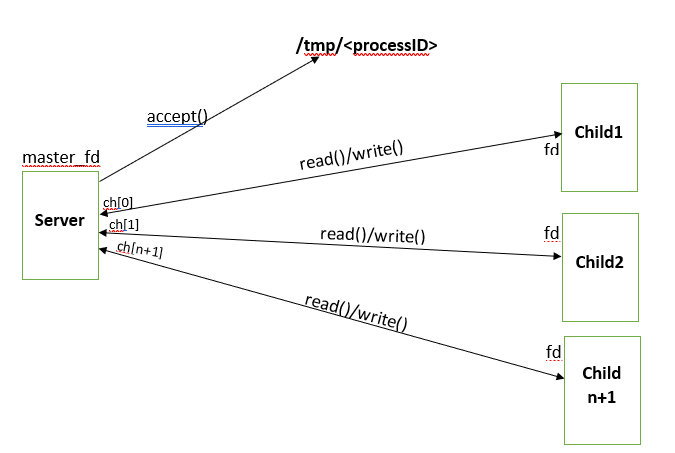 /tmp/<processID>
accept()
master_fd
Server
ch[0]
ch[1]
ch[n+1]
read()/write()
read()/write()
read()/write()
Child1
fd
fd
Child2
fd
Child
n+1